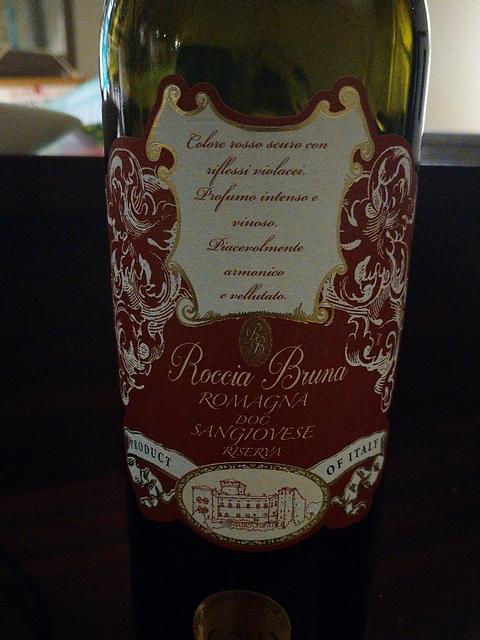 Colore rosso scuro con
riflessi violacei.
Profumo intenso e
vinoso.
Piacevolmente
armonico
e vellutato.
Roccia Bruna
ROMAGNA
DOC
SANGIOVESE
RISERVA
PRODUCT OF ITALY